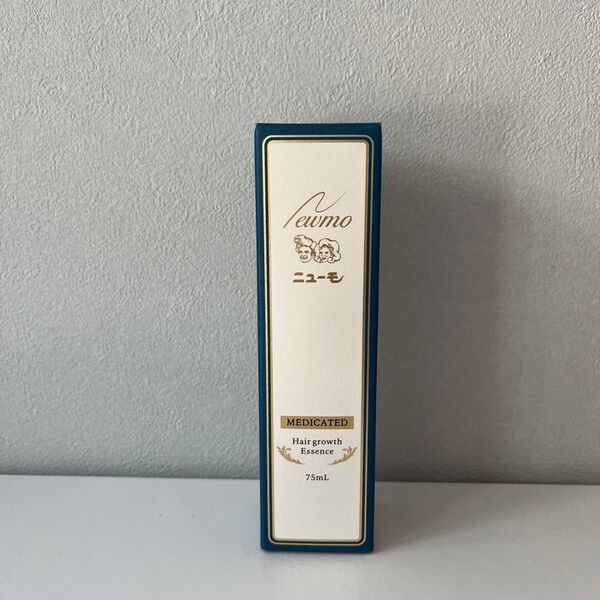 Newmo
ニューモ
MEDICATED
Hair growth
Essence
75mL